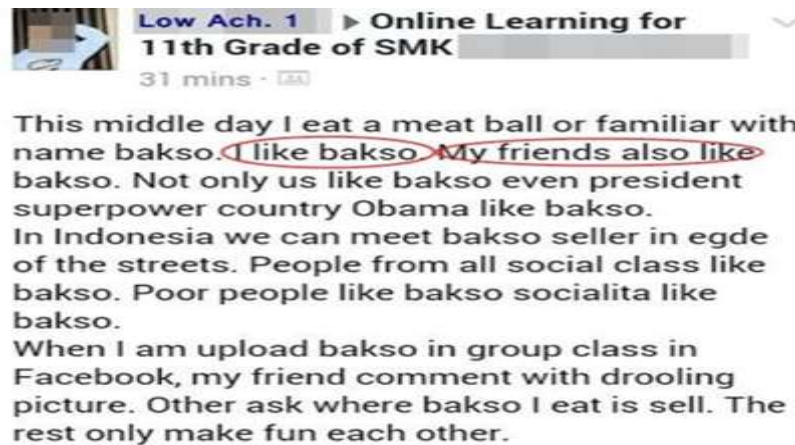 Low Ach. 1 ▶ Online Learning for
11th Grade of SMK
31 mins ·
This middle day I eat a meat ball or familiar with
name bakso. I like bakso. My friends also like
bakso. Not only us like bakso even president
superpower country Obama like bakso.
In Indonesia we can meet bakso seller in egde
of the streets. People from all social class like
bakso. Poor people like bakso socialita like
bakso.
When I am upload bakso in group class in
Facebook, my friend comment with drooling
picture. Other ask where bakso I eat is sell. The
rest only make fun each other.